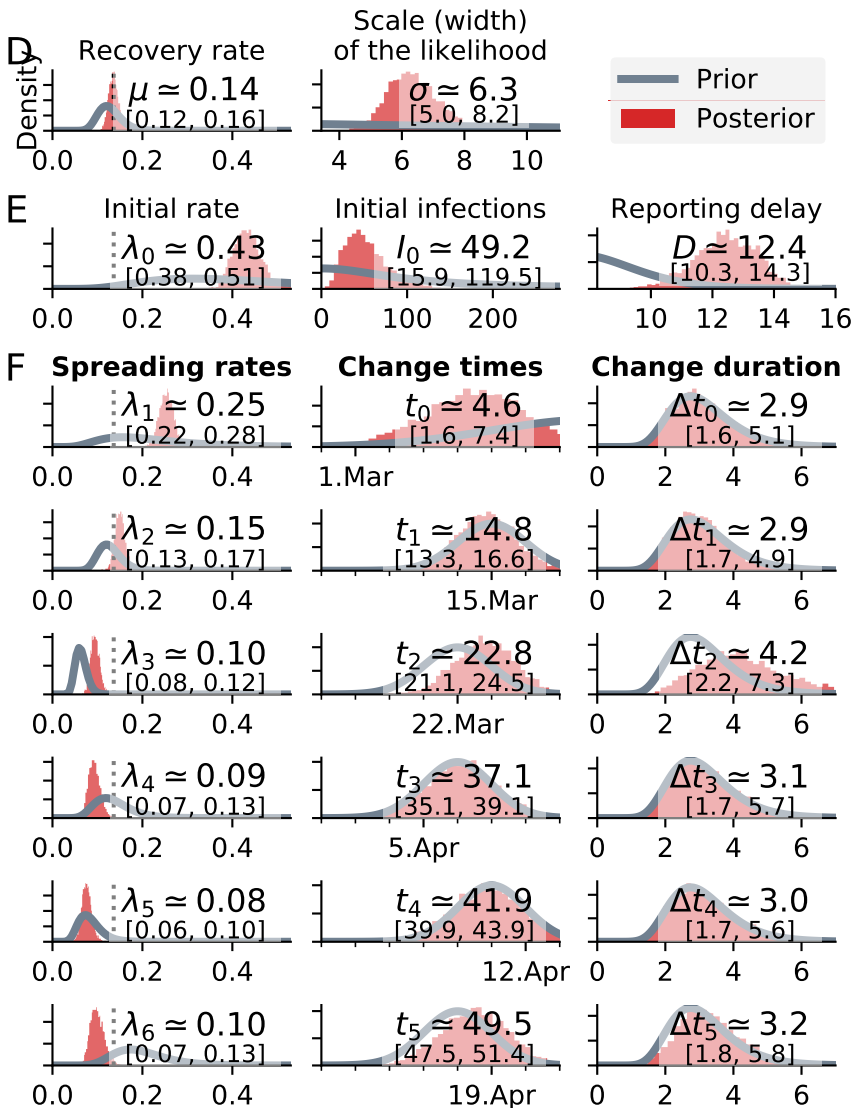 D
Recovery rate
Scale (width)
of the likelihood
Density
μ ≃ 0.14
[0.12, 0.16]
0.0 0.2 0.4
σ ≃ 6.3
[5.0, 8.2]
4 6 8 10
Prior
Posterior
E
Initial rate
λ₀ ≃ 0.43
[0.38, 0.51]
0.0 0.2 0.4
Initial infections
I₀ ≃ 49.2
[15.9, 119.5]
0 100 200
Reporting delay
D ≃ 12.4
[10.3, 14.3]
10 12 14 16
F
Spreading rates
Change times
Change duration
λ₁ ≃ 0.25
[0.22, 0.28]
0.0 0.2 0.4
t₀ ≃ 4.6
[1.6, 7.4]
1.Mar
Δt₀ ≃ 2.9
[1.6, 5.1]
0 2 4 6
λ₂ ≃ 0.15
[0.13, 0.17]
0.0 0.2 0.4
t₁ ≃ 14.8
[13.3, 16.6]
15.Mar
Δt₁ ≃ 2.9
[1.7, 4.9]
0 2 4 6
λ₃ ≃ 0.10
[0.08, 0.12]
0.0 0.2 0.4
t₂ ≃ 22.8
[21.1, 24.5]
22.Mar
Δt₂ ≃ 4.2
[2.2, 7.3]
0 2 4 6
λ₄ ≃ 0.09
[0.07, 0.13]
0.0 0.2 0.4
t₃ ≃ 37.1
[35.1, 39.1]
5.Apr
Δt₃ ≃ 3.1
[1.7, 5.7]
0 2 4 6
λ₅ ≃ 0.08
[0.06, 0.10]
0.0 0.2 0.4
t₄ ≃ 41.9
[39.9, 43.9]
12.Apr
Δt₄ ≃ 3.0
[1.7, 5.6]
0 2 4 6
λ₆ ≃ 0.10
[0.07, 0.13]
0.0 0.2 0.4
t₅ ≃ 49.5
[47.5, 51.4]
19.Apr
Δt₅ ≃ 3.2
[1.8, 5.8]
0 2 4 6